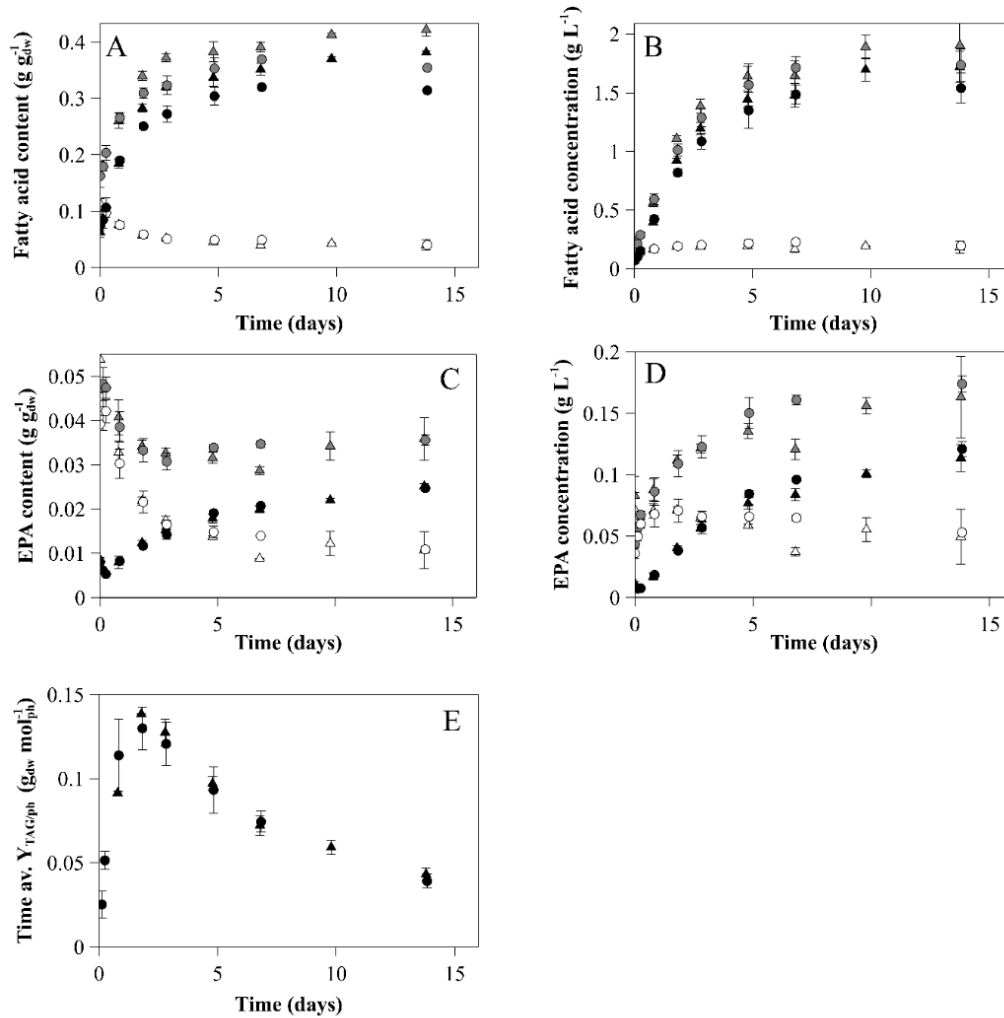 A
Fatty acid content (g g⁻¹dw)
0.4
0.3
0.2
0.1
0
0 5 10 15
Time (days)
B
Fatty acid concentration (g L⁻¹)
2
1.5
1
0.5
0
0 5 10 15
Time (days)
C
EPA content (g g⁻¹dw)
0.05
0.04
0.03
0.02
0.01
0
0 5 10 15
Time (days)
D
EPA concentration (g L⁻¹)
0.2
0.15
0.1
0.05
0
0 5 10 15
Time (days)
E
Time av. Y_TAG/ph (g_dw mol⁻¹ph)
0.15
0.1
0.05
0
0 5 10 15
Time (days)